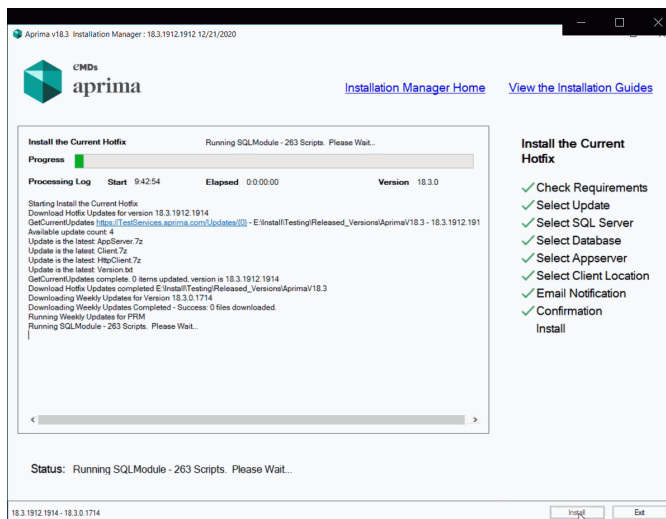 Aprima v18.3 Installation Manager : 18.3.1912.1912 12/21/2020
eMDs
aprima
Installation Manager Home
View the Installation Guides
Install the Current Hotfix
Running SQLModule - 263 Scripts. Please Wait...
Progress
Processing Log Start 9:42:54 Elapsed 0:0:00:00 Version 18.3.0
Starting Install the Current Hotfix
Download Hotfix Updates for version 18.3.1912.1914
GetCurrentUpdates https://TestServices.aprima.com/Updates/{0} - E:\Install\Testing\Released_Versions\AprimaV18.3 - 18.3.1912.191
Available update count: 4
Update is the latest: AppServer.7z
Update is the latest: Client.7z
Update is the latest: HttpClient.7z
Update is the latest: Version.txt
GetCurrentUpdates complete. 0 items updated, version is 18.3.1912.1914
Download Hotfix Updates completed E:\Install\Testing\Released_Versions\AprimaV18.3
Downloading Weekly Updates for Version 18.3.0.1714
Downloading Weekly Updates Completed - Success: 0 files downloaded.
Running Weekly Updates for PRM
Running SQLModule - 263 Scripts. Please Wait...
Install the Current
Hotfix
Check Requirements
Select Update
Select SQL Server
Select Database
Select Appserver
Select Client Location
Email Notification
Confirmation
Install
Status: Running SQLModule - 263 Scripts. Please Wait...
18.3.1912.1914 - 18.3.0.1714
Install
Exit